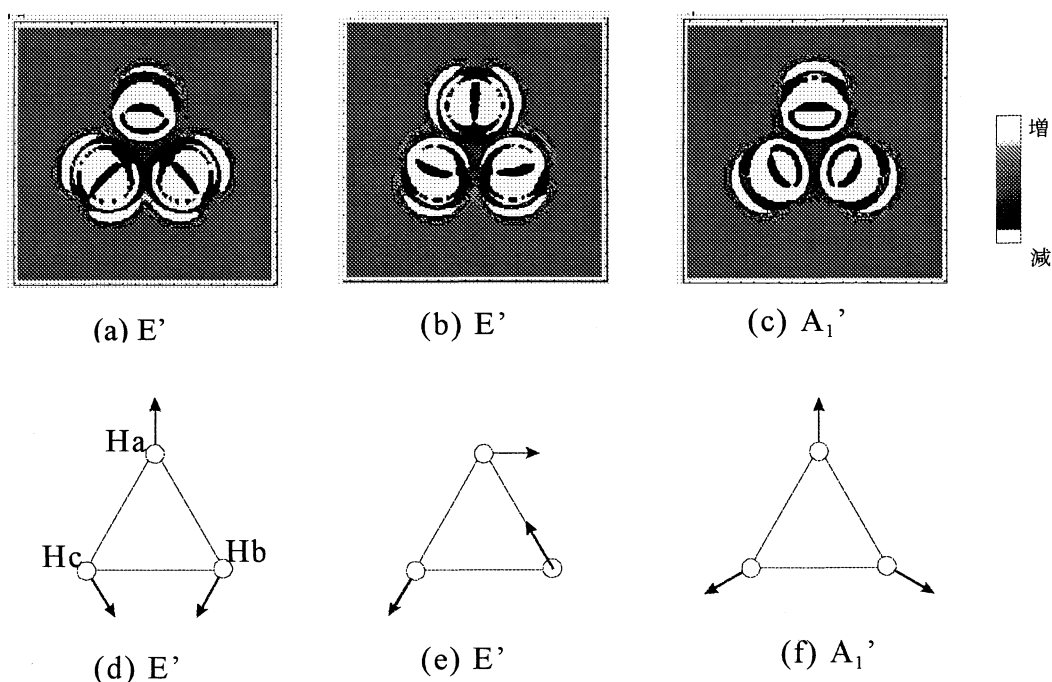 増
減
(a) E’
(b) E’
(c) A₁’
Ha
Hc
Hb
(d) E’
(e) E’
(f) A₁’